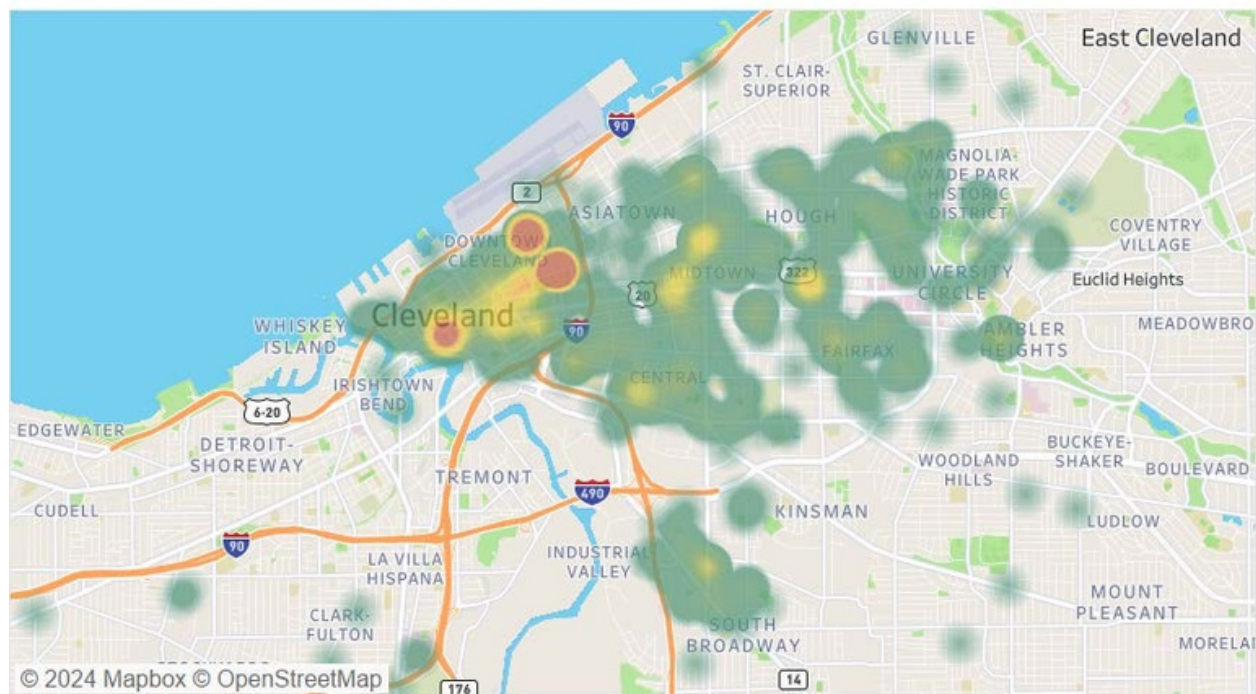 GLENVILLE
East Cleveland
ST. CLAIR-
SUPERIOR
90
MAGNOLIA-
WADE PARK
HISTORIC
DISTRICT
2
ASIATOWN
HOUGH
COVENTRY
VILLAGE
DOWNTOWN
CLEVELAND
MIDTOWN
322
UNIVERSITY
CIRCLE
Euclid Heights
20
Cleveland
WHISKEY
ISLAND
90
MEADOWBRO
AMBLER
HEIGHTS
FAIRFAX
CENTRAL
IRISHTOWN
BEND
6-20
EDGEWATER
DETROIT-
SHOREWAY
BUCKEYE-
SHAKER
WOODLAND
HILLS
BOULEVARD
TREMONT
490
CUDELL
KINSMAN
LUDLOW
90
LA VILLA
HISPANA
INDUSTRIAL
VALLEY
MOUNT
PLEASANT
CLARK-
FULTON
SOUTH
BROADWAY
MORELA
© 2024 Mapbox © OpenStreetMap
176
14